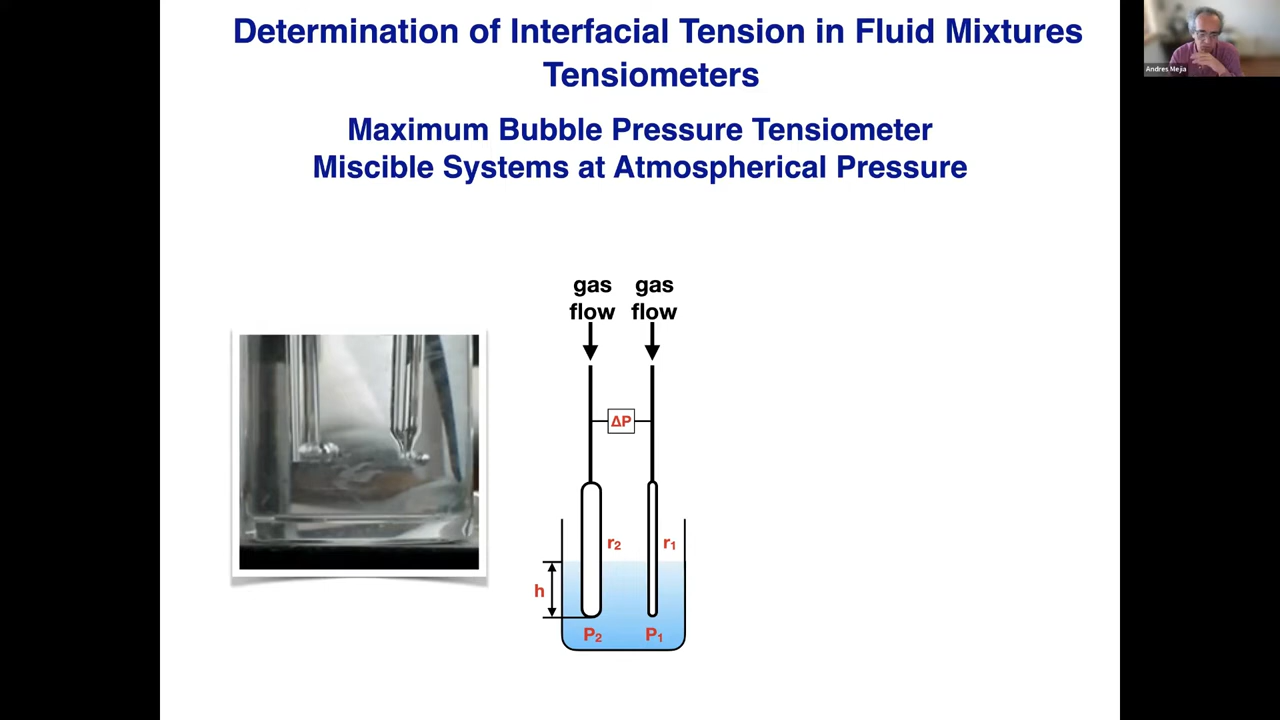 Determination of Interfacial Tension in Fluid Mixtures
Tensiometers
Maximum Bubble Pressure Tensiometer
Miscible Systems at Atmospherical Pressure
Andres Mejia
gas gas
flow flow
ΔP
r₂ r₁
h
P₂ P₁